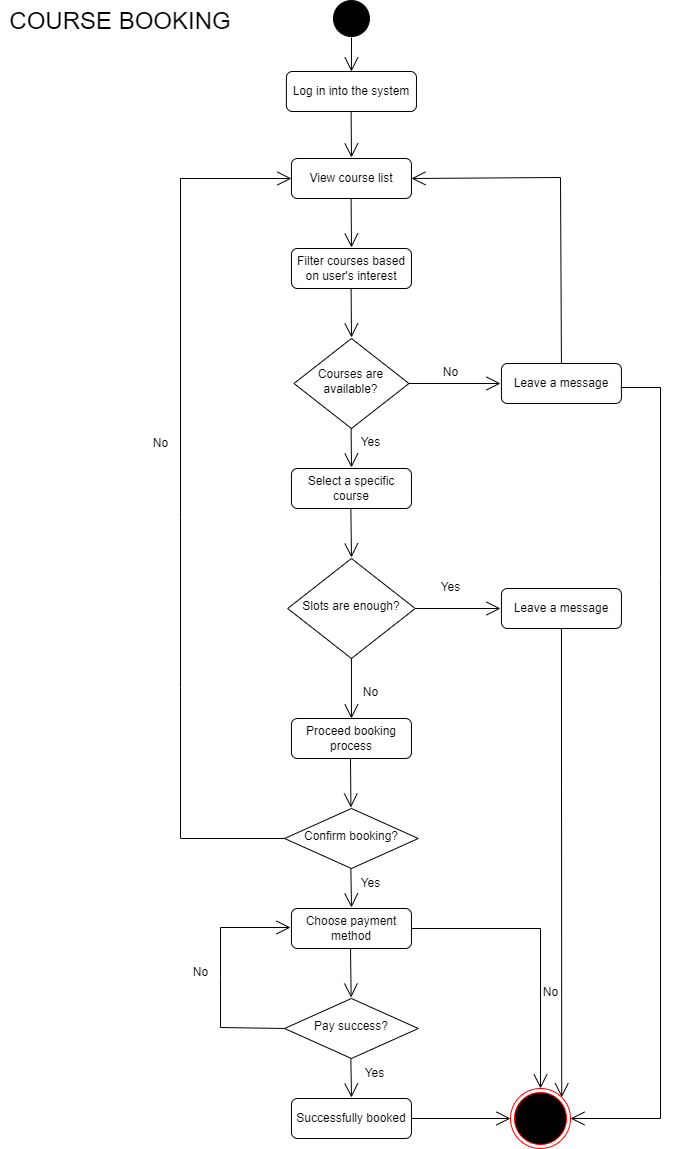 COURSE BOOKING
Log in into the system
View course list
Filter courses based
on user's interest
Courses are
available?
No
Leave a message
No
Yes
Select a specific
course
Slots are enough?
Yes
Leave a message
No
Proceed booking
process
Confirm booking?
Yes
Choose payment
method
No
No
Pay success?
Yes
Successfully booked